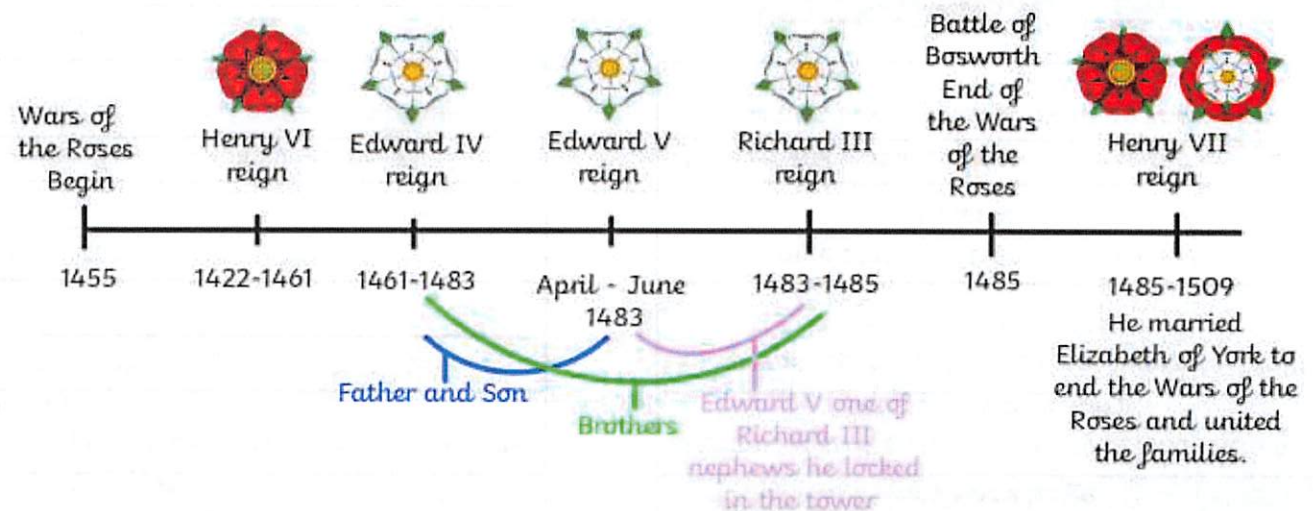 Wars of
the Roses
Begin
1455
Henry VI
reign
1422-1461
Edward IV
reign
1461-1483
Edward V
reign
April - June
1483
Richard III
reign
1483-1485
Battle of
Bosworth
End of
the Wars
of the
Roses
1485
Henry VII
reign
1485-1509
He married
Elizabeth of York to
end the Wars of the
Roses and united
the families.
Father and Son
Brothers
Edward V one of
Richard III
nephews he locked
in the tower